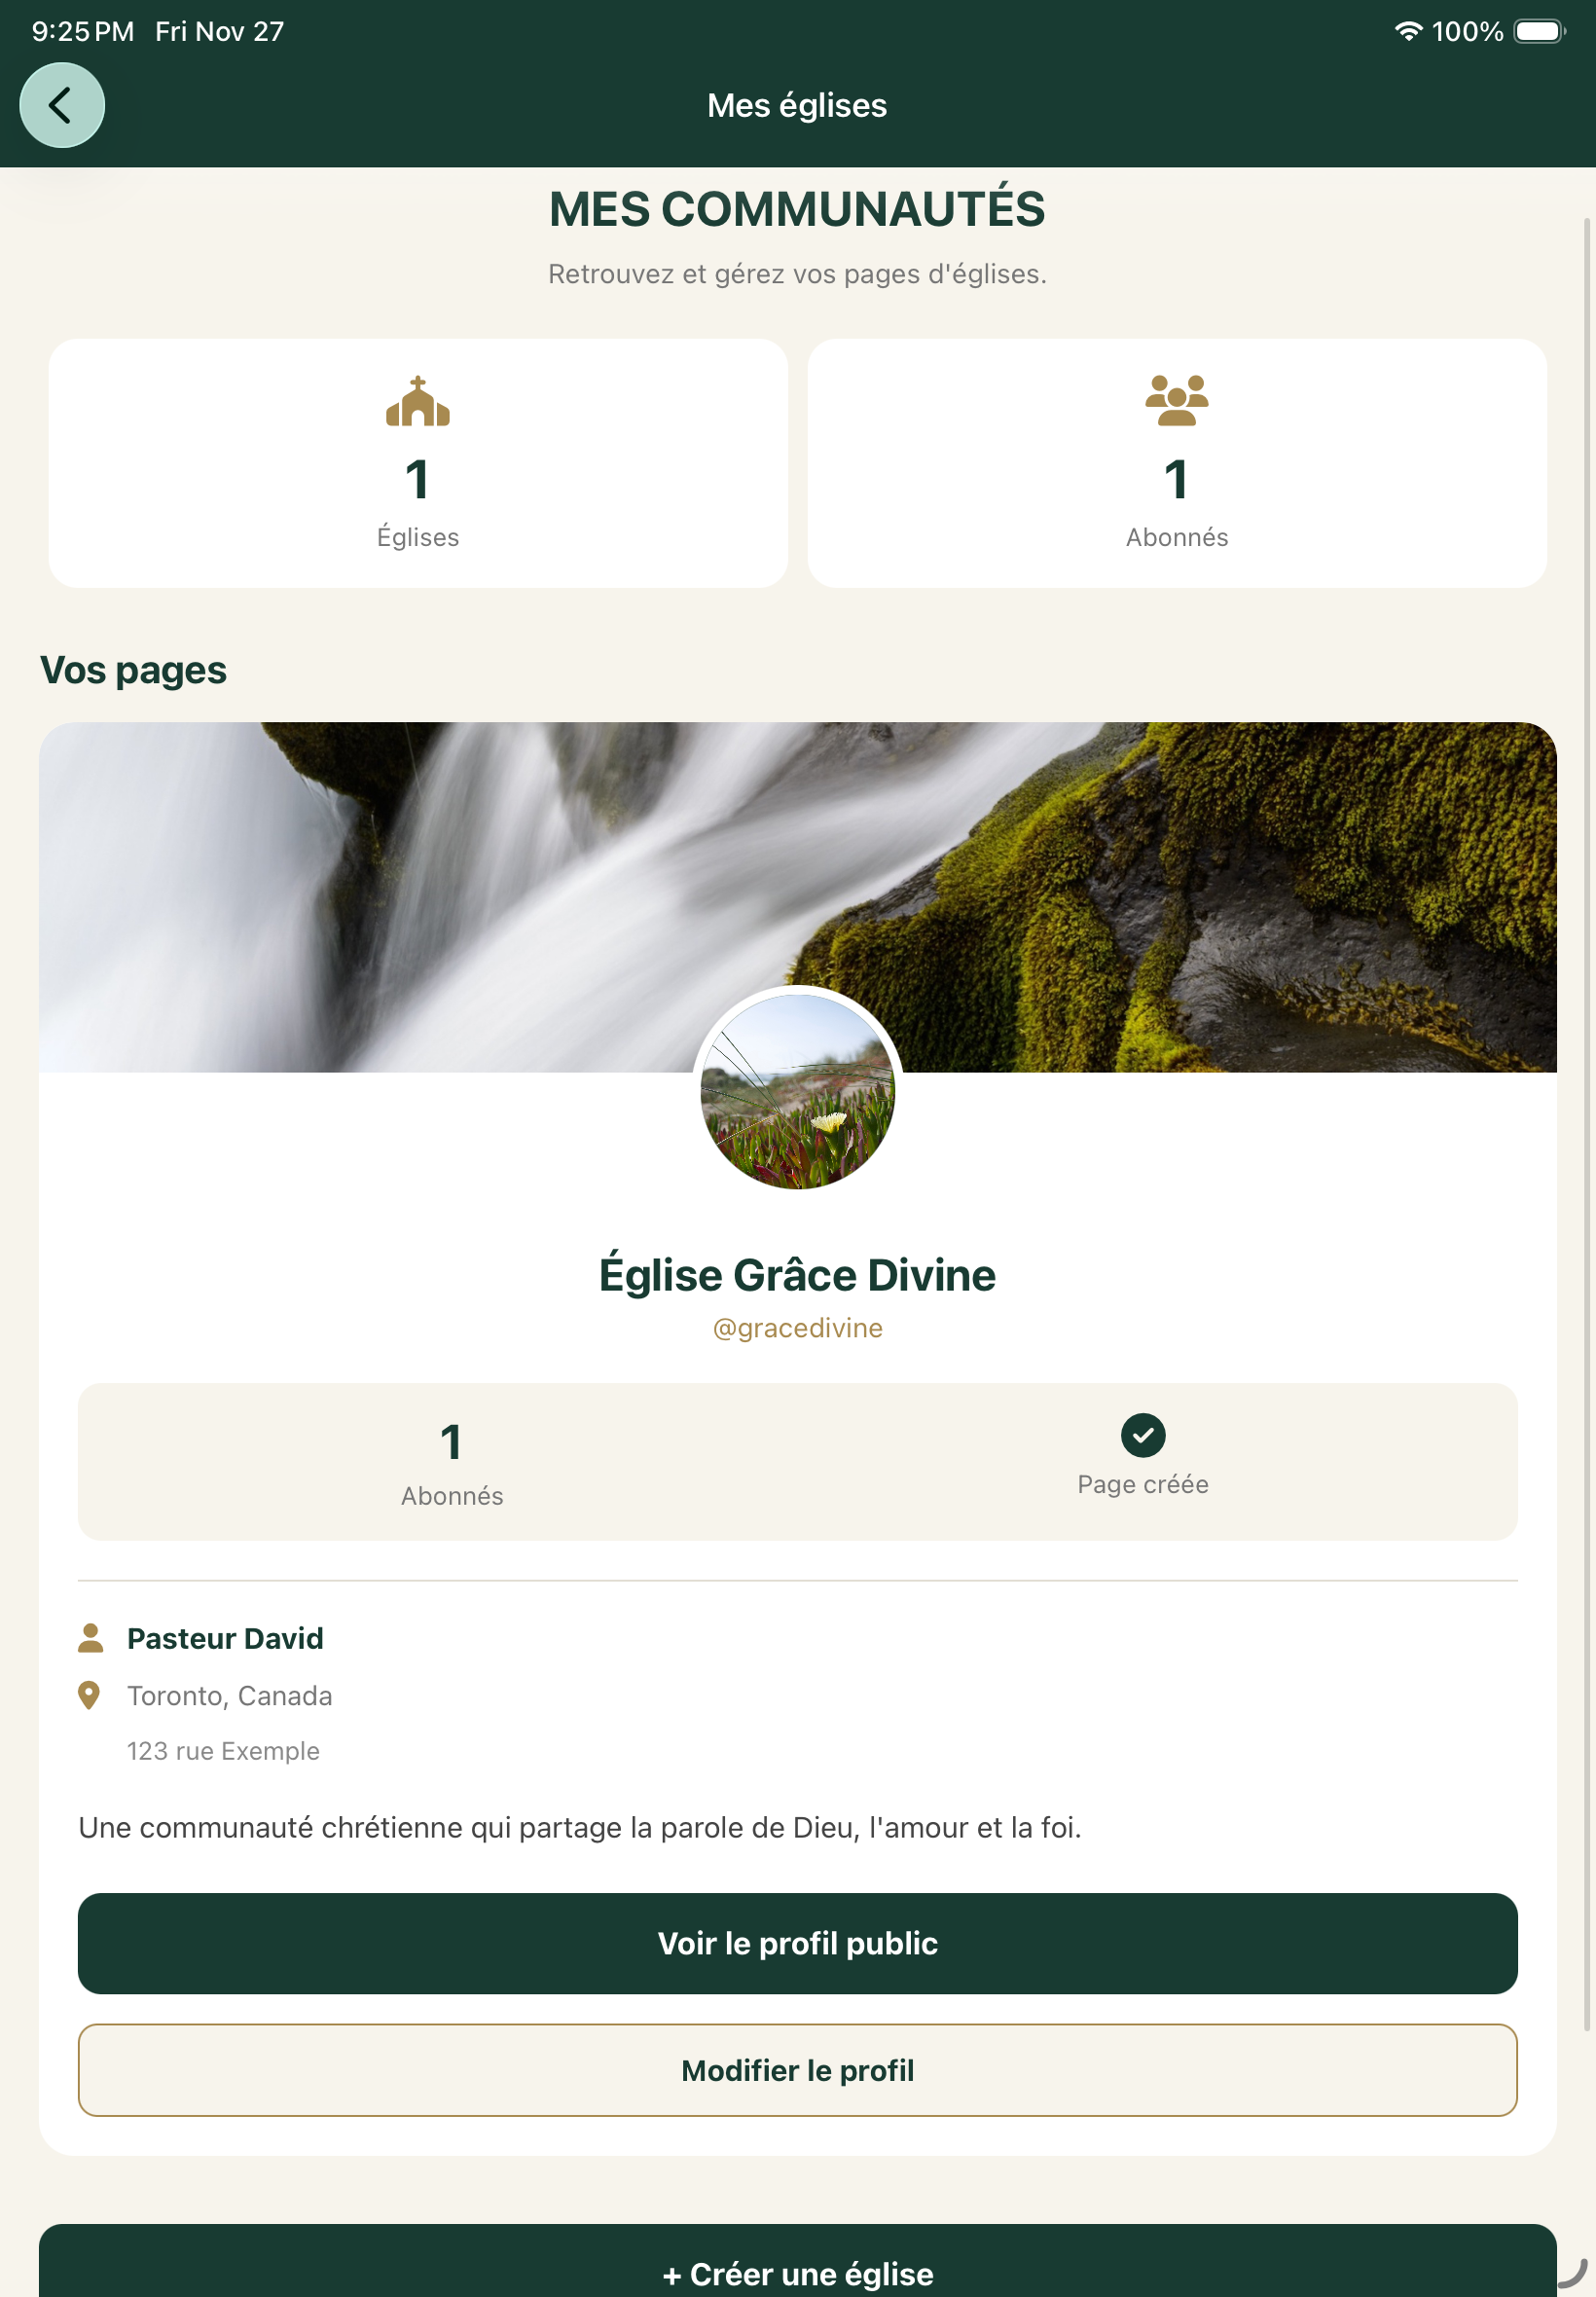 9:25 PM Fri Nov 27 100%
Mes églises
MES COMMUNAUTÉS
Retrouvez et gérez vos pages d'églises.
1
Églises
1
Abonnés
Vos pages
Église Grâce Divine
@gracedivine
1
Abonnés
Page créée
Pasteur David
Toronto, Canada
123 rue Exemple
Une communauté chrétienne qui partage la parole de Dieu, l'amour et la foi.
Voir le profil public
Modifier le profil
+ Créer une église